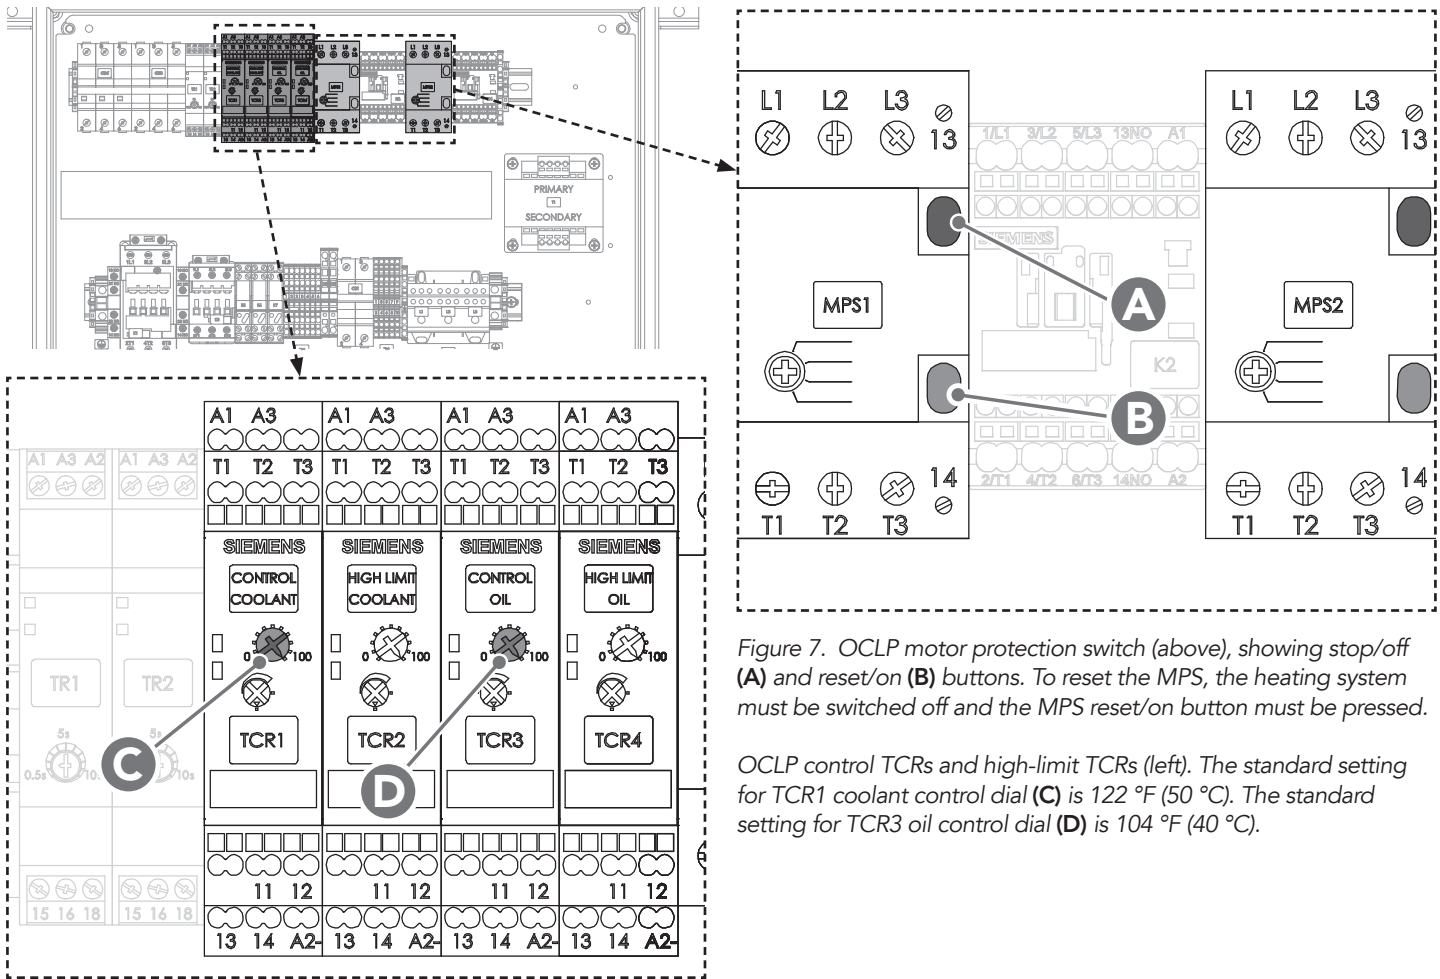 PRIMARY
SECONDARY
L1 L2 L3 13
1/L1 3/L2 5/L3 13NO A1
L1 L2 L3 13
SIEMENS
A
MPS1
MPS2
K2
B
2/T1 4/T2 6/T3 14NO A2
T1 T2 T3 14
T1 T2 T3 14
A1 A3 A2 A1 A3 A2
A1 A3 A1 A3 A1 A3 A1 A3
T1 T2 T3 T1 T2 T3 T1 T2 T3 T1 T2 T3
SIEMENS SIEMENS SIEMENS SIEMENS
CONTROL COOLANT
HIGH LIMIT COOLANT
CONTROL OIL
HIGH LIMIT OIL
0 100 0 100 0 100 0 100
TR1 TR2
5s 5s
0.5s 10s
C
D
TCR1 TCR2 TCR3 TCR4
15 16 18 15 16 18
11 12 11 12 11 12 11 12
13 14 A2- 13 14 A2- 13 14 A2- 13 14 A2-
Figure 7. OCLP motor protection switch (above), showing stop/off
(A) and reset/on (B) buttons. To reset the MPS, the heating system
must be switched off and the MPS reset/on button must be pressed.
OCLP control TCRs and high-limit TCRs (left). The standard setting
for TCR1 coolant control dial (C) is 122 °F (50 °C). The standard
setting for TCR3 oil control dial (D) is 104 °F (40 °C).